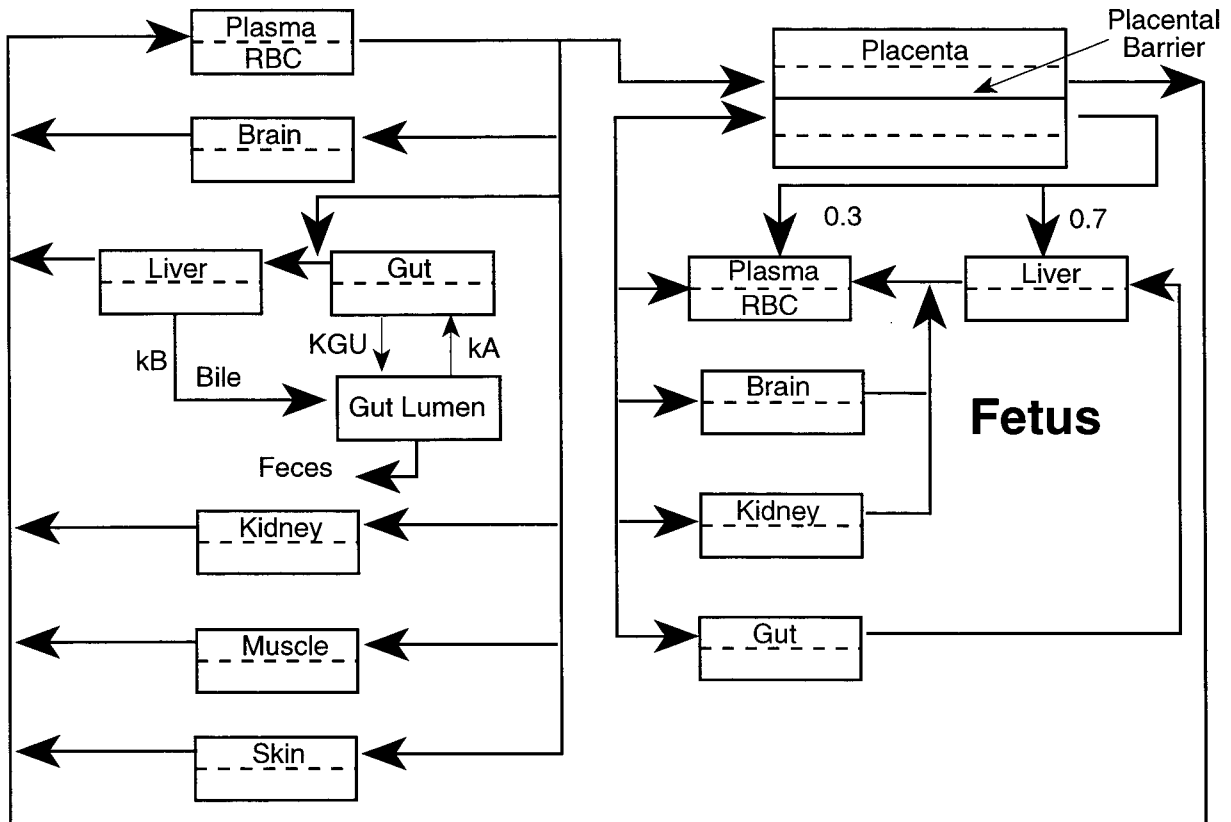 Plasma
RBC
Brain
Liver
Gut
KGU
kA
kB
Bile
Gut Lumen
Feces
Kidney
Muscle
Skin
Placental
Barrier
Placenta
0.3
0.7
Plasma
RBC
Liver
Brain
Fetus
Kidney
Gut